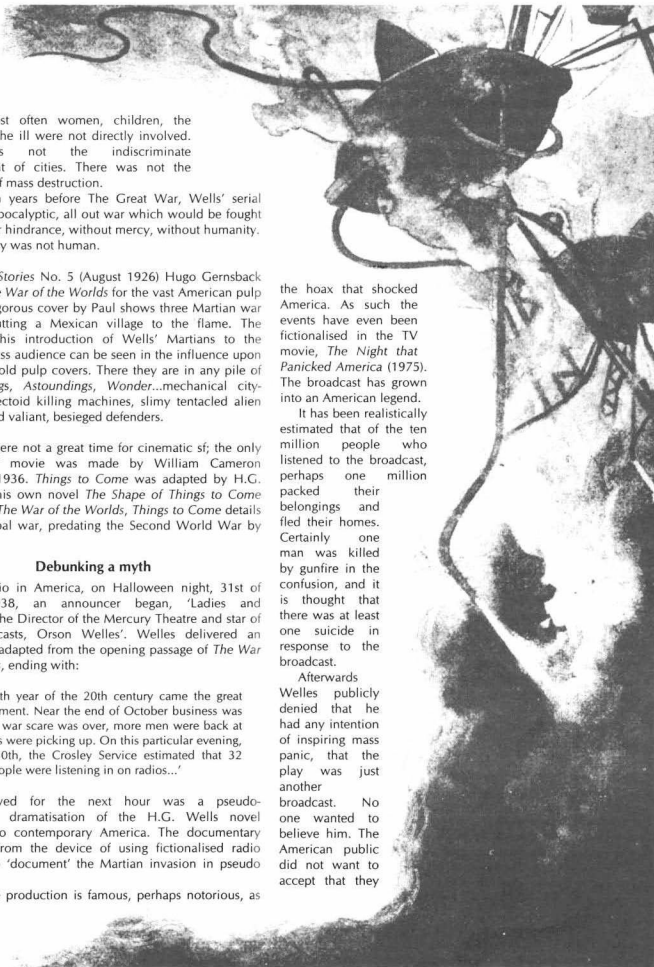 st often women, children, the
he ill were not directly involved.
s not the indiscriminate
t of cities. There was not the
f mass destruction.
years before The Great War, Wells' serial
pocalyptic, all out war which would be fought
r hindrance, without mercy, without humanity.
y was not human.
Stories No. 5 (August 1926) Hugo Gernsback
e War of the Worlds for the vast American pulp
gorous cover by Paul shows three Martian war
utting a Mexican village to the flame. The
his introduction of Wells' Martians to the
ss audience can be seen in the influence upon
old pulp covers. There they are in any pile of
gs, Astoundings, Wonder...mechanical city-
ectoid killing machines, slimy tentacled alien
d valiant, besieged defenders.
ere not a great time for cinematic sf; the only
movie was made by William Cameron
1936. Things to Come was adapted by H.G.
his own novel The Shape of Things to Come
The War of the Worlds, Things to Come details
bal war, predating the Second World War by
Debunking a myth
io in America, on Halloween night, 31st of
38, an announcer began, 'Ladies and
he Director of the Mercury Theatre and star of
casts, Orson Welles'. Welles delivered an
adapted from the opening passage of The War
, ending with:
th year of the 20th century came the great
ment. Near the end of October business was
war scare was over, more men were back at
s were picking up. On this particular evening,
0th, the Crosley Service estimated that 32
ople were listening in on radios...'
ved for the next hour was a pseudo-
dramatisation of the H.G. Wells novel
o contemporary America. The documentary
rom the device of using fictionalised radio
'document' the Martian invasion in pseudo
e production is famous, perhaps notorious, as
the hoax that shocked
America. As such the
events have even been
fictionalised in the TV
movie, The Night that
Panicked America (1975).
The broadcast has grown
into an American legend.
It has been realistically
estimated that of the ten
million people who
listened to the broadcast,
perhaps one million
packed their
belongings and
fled their homes.
Certainly one
man was killed
by gunfire in the
confusion, and it
is thought that
there was at least
one suicide in
response to the
broadcast.
Afterwards
Welles publicly
denied that he
had any intention
of inspiring mass
panic, that the
play was just
another
broadcast. No
one wanted to
believe him. The
American public
did not want to
accept that they